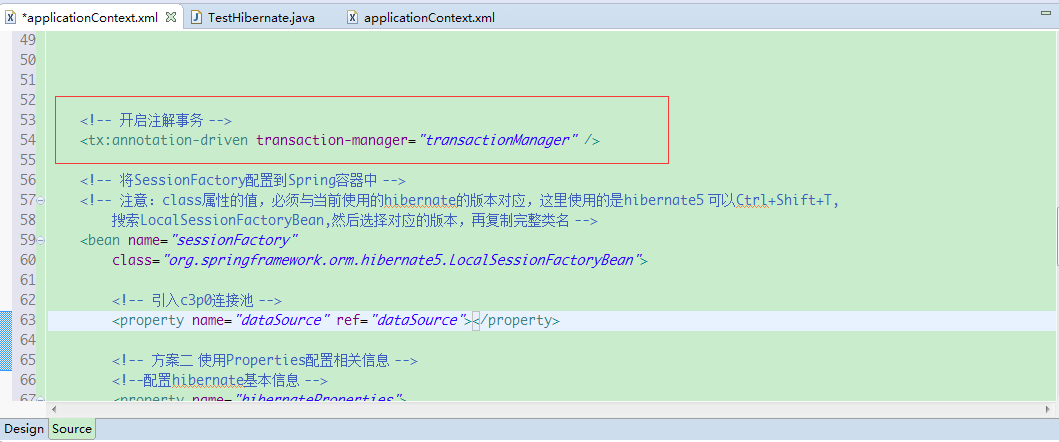 *applicationContext.xml TestHibernate.java applicationContext.xml
49
50
51
52
53 <!-- 开启注解事务 -->
54 <tx:annotation-driven transaction-manager="transactionManager" />
55
56 <!-- 将SessionFactory配置到Spring容器中 -->
57 <!-- 注意：class属性的值，必须与当前使用的hibernate的版本对应，这里使用的是hibernate5 可以Ctrl+Shift+T,
58 搜索LocalSessionFactoryBean,然后选择对应的版本，再复制完整类名 -->
59 <bean name="sessionFactory"
60 class="org.springframework.orm.hibernate5.LocalSessionFactoryBean">
61
62 <!-- 引入c3p0连接池 -->
63 <property name="dataSource" ref="dataSource"></property>
64
65 <!-- 方案二 使用Properties配置相关信息 -->
66 <!--配置hibernate基本信息 -->
67 <property name="hibernateProperties">
Design Source